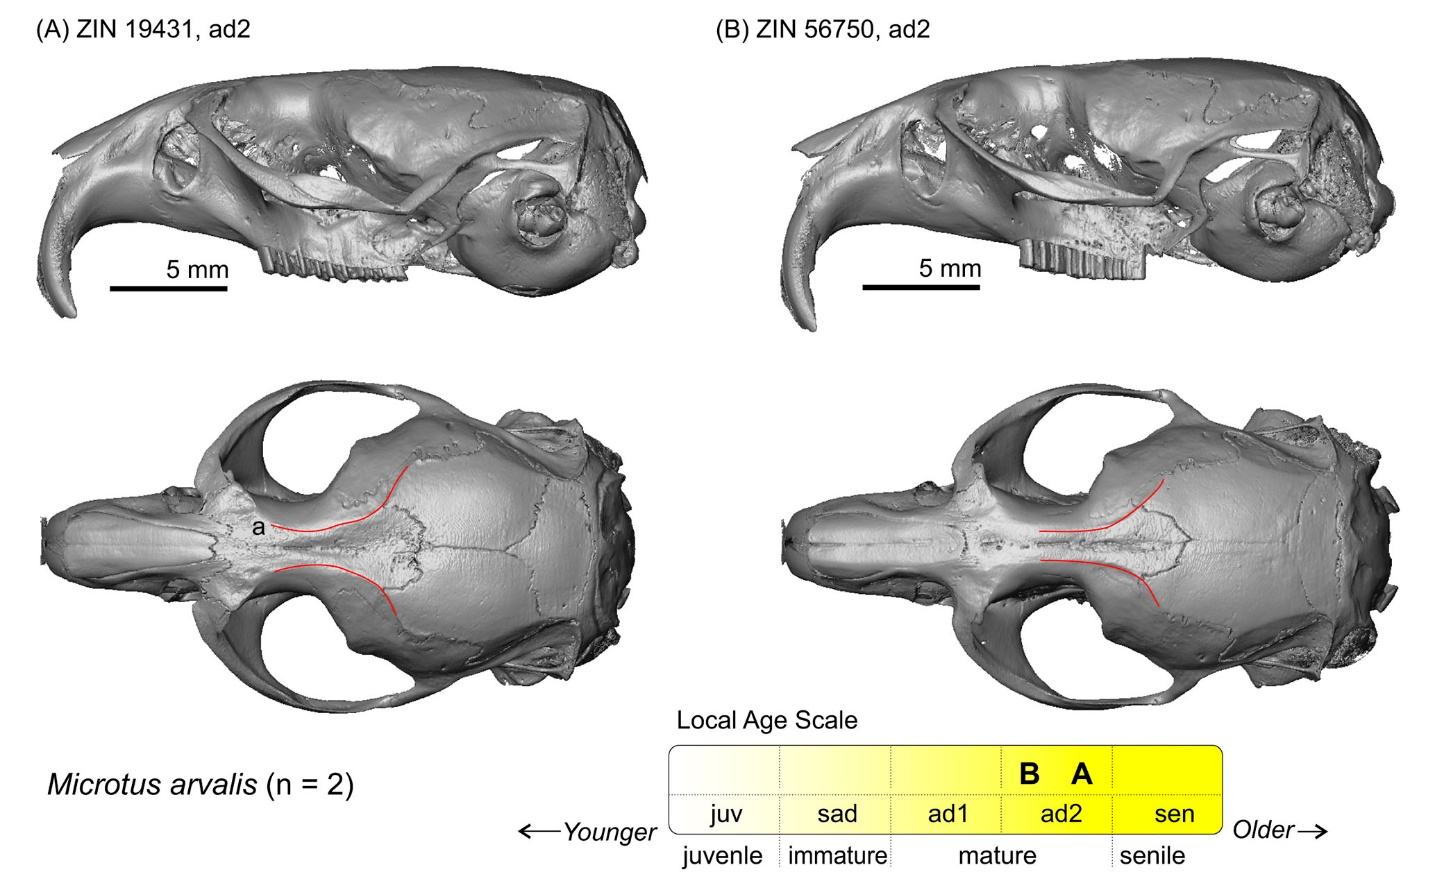 (A) ZIN 19431, ad2
(B) ZIN 56750, ad2
5 mm
5 mm
a
Local Age Scale
B A
juv sad ad1 ad2 sen
Microtus arvalis (n = 2)
←Younger
Older→
juvenle immature mature senile